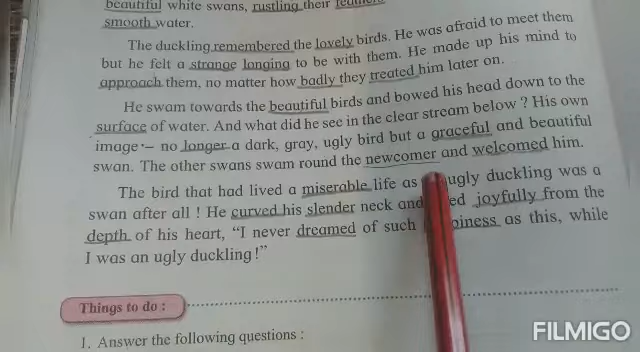 beautiful white swans, rustling their feathers
smooth water.
The duckling remembered the lovely birds. He was afraid to meet them
but he felt a strange longing to be with them. He made up his mind to
approach them, no matter how badly they treated him later on.
He swam towards the beautiful birds and bowed his head down to the
surface of water. And what did he see in the clear stream below ? His own
image – no longer a dark, gray, ugly bird but a graceful and beautiful
swan. The other swans swam round the newcomer and welcomed him.
The bird that had lived a miserable life as ugly duckling was a
swan after all ! He curved his slender neck and joyfully from the
depth of his heart, “I never dreamed of such as this, while
I was an ugly duckling !”
Things to do :
1. Answer the following questions :
FILMIGO